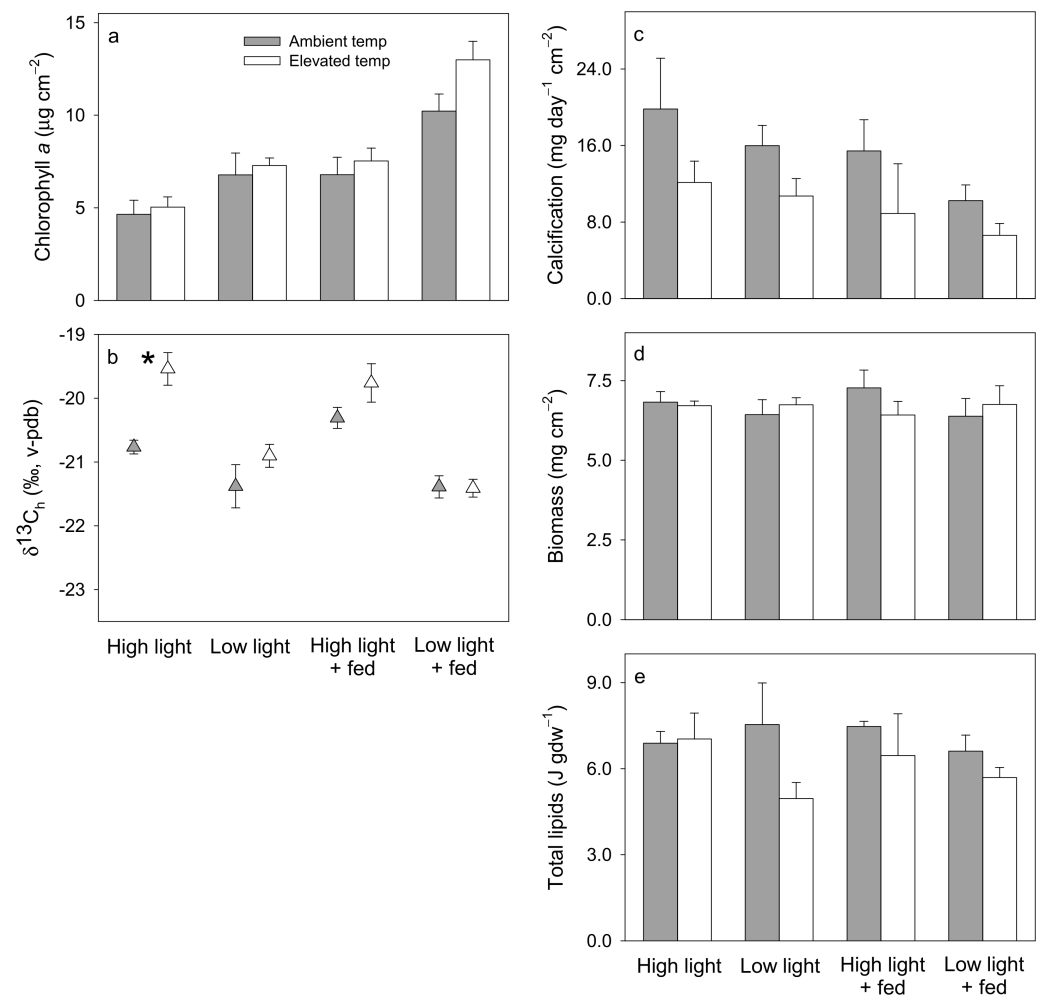 a
Ambient temp
Elevated temp
Chlorophyll a (μg cm−2)
15
10
5
0
b
*
δ13Ch (‰, v-pdb)
-19
-20
-21
-22
-23
High light
Low light
High light
+ fed
Low light
+ fed
c
Calcification (mg day−1 cm−2)
24.0
16.0
8.0
0.0
d
Biomass (mg cm−2)
7.5
5.0
2.5
0.0
e
Total lipids (J gdw−1)
9.0
6.0
3.0
0.0
High light
Low light
High light
+ fed
Low light
+ fed